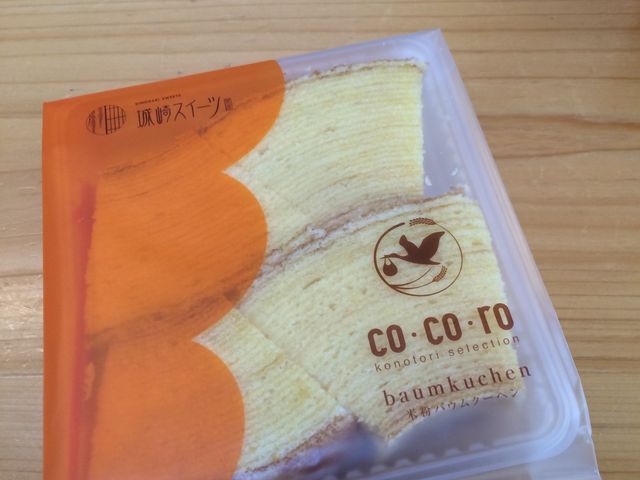 KINOSAKI SWEETS
城崎スイーツ
co・co・ro
konotori selection
baumkuchen
米粉バウムクーヘン